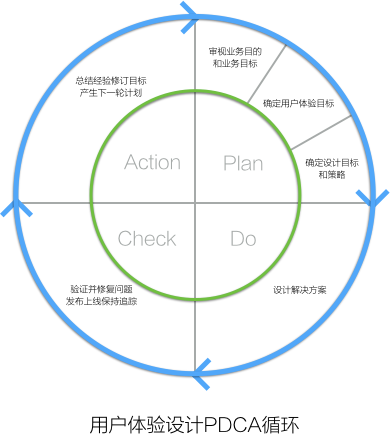 审视业务目的
和业务目标
总结经验修订目标
产生下一轮计划
确定用户体验目标
Action
Plan
确定设计目标
和策略
Check
Do
验证并修复问题
发布上线保持追踪
设计解决方案
用户体验设计PDCA循环